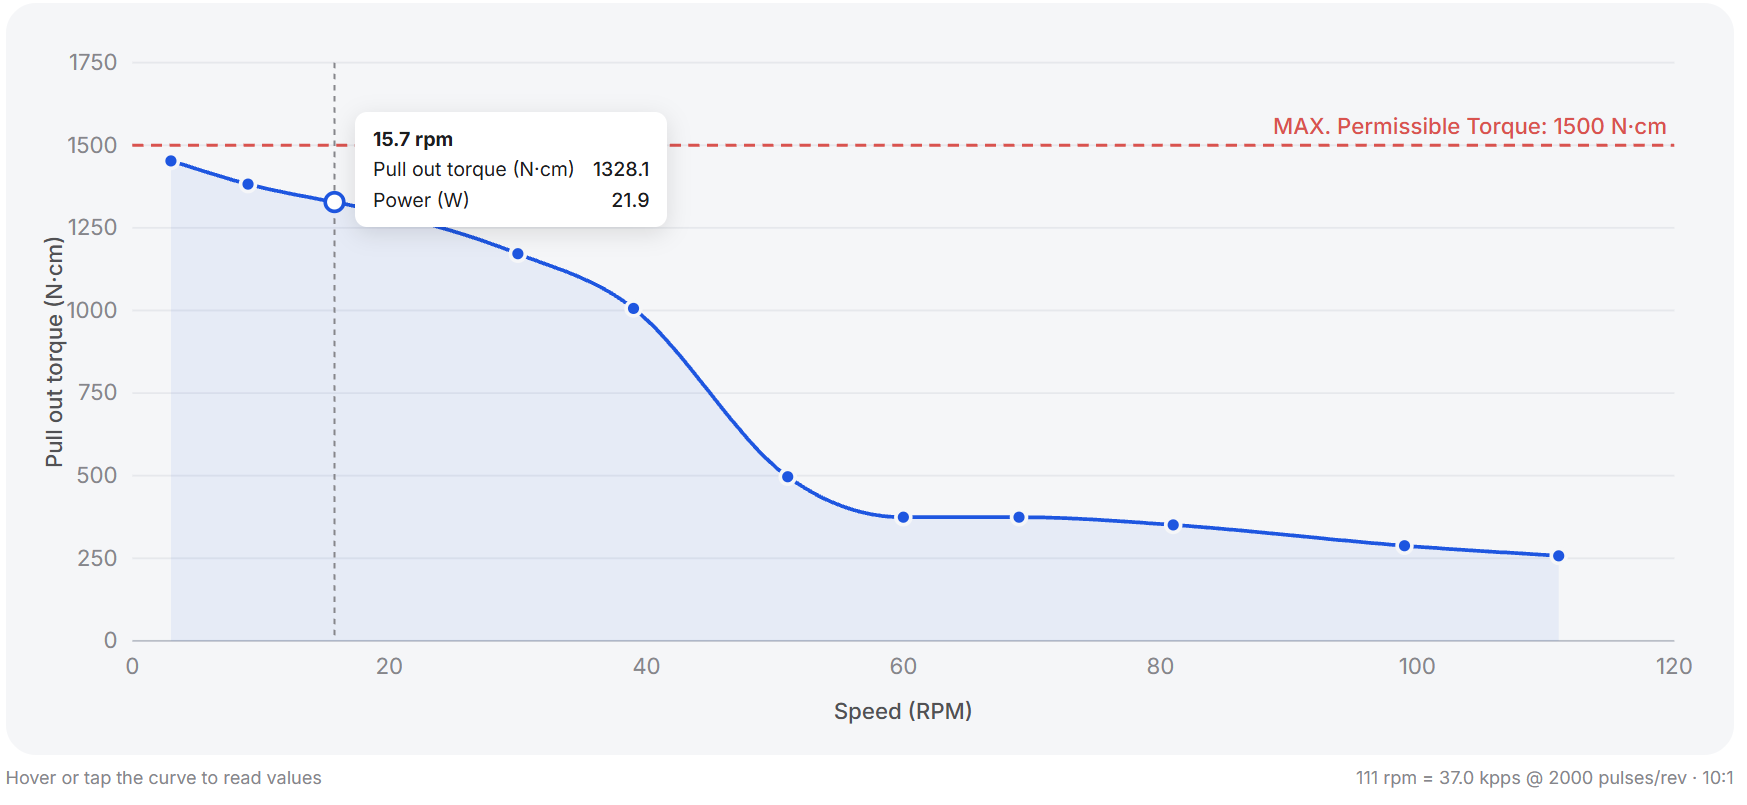 1750
1500
1250
1000
750
500
250
0
Pull out torque (N·cm)
MAX. Permissible Torque: 1500 N·cm
15.7 rpm
Pull out torque (N·cm) 1328.1
Power (W) 21.9
0 20 40 60 80 100 120
Speed (RPM)
Hover or tap the curve to read values
111 rpm = 37.0 kpps @ 2000 pulses/rev · 10:1